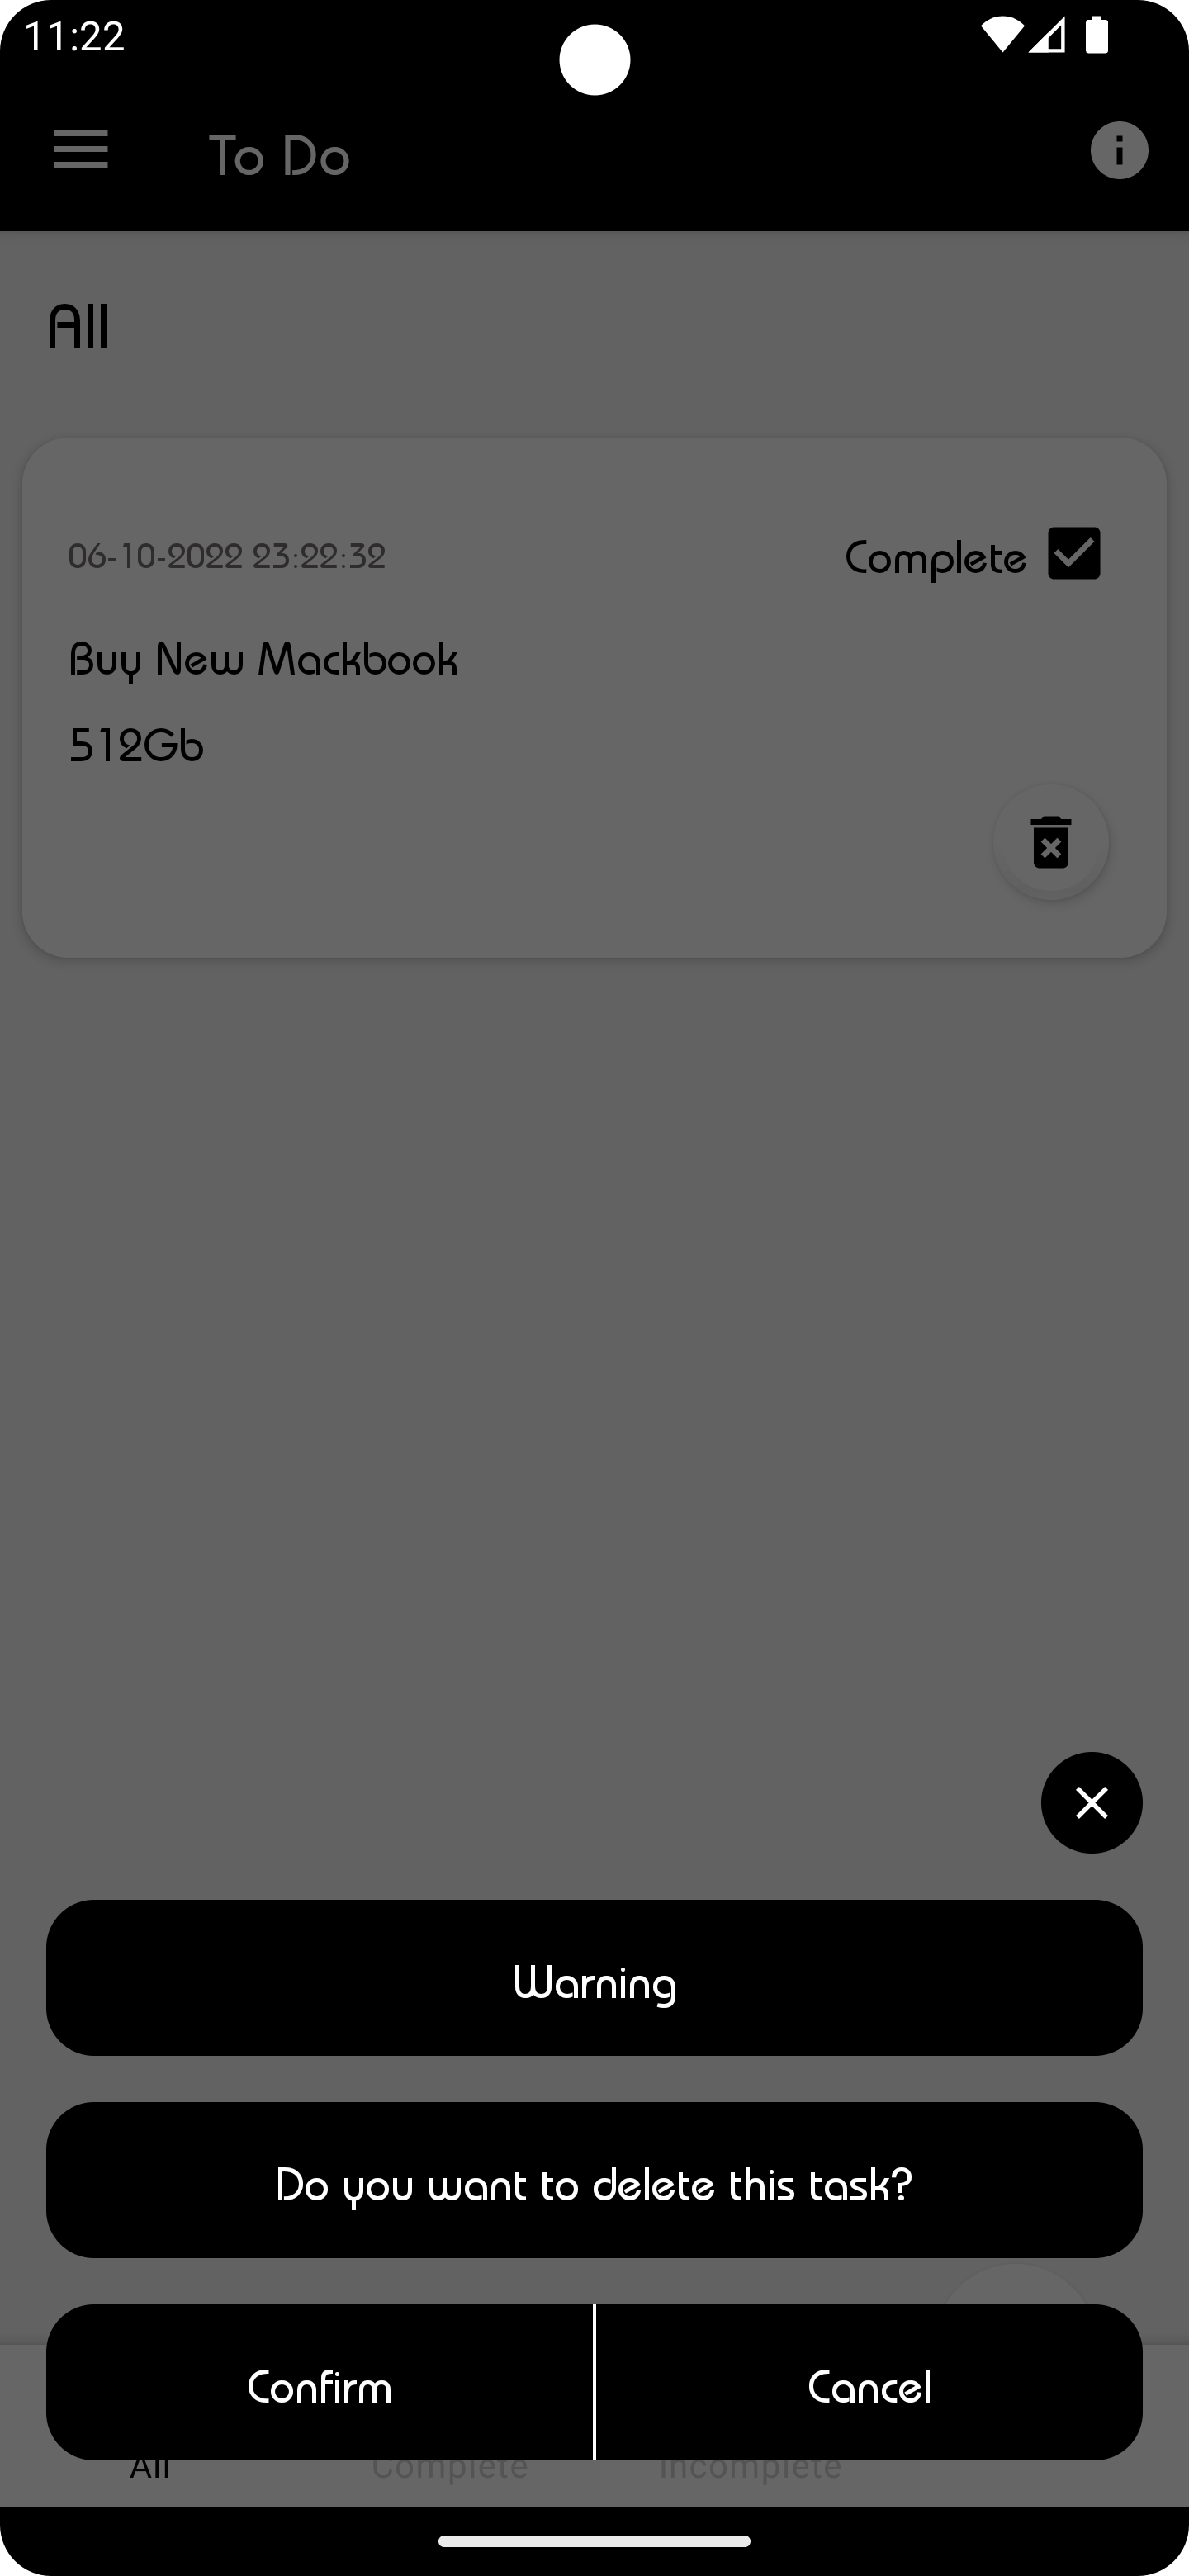 11:22
To Do
All
06-10-2022 23:22:32
Complete
Buy New Mackbook
512Gb
Warning
Do you want to delete this task?
Confirm
Cancel
All
Complete
Incomplete